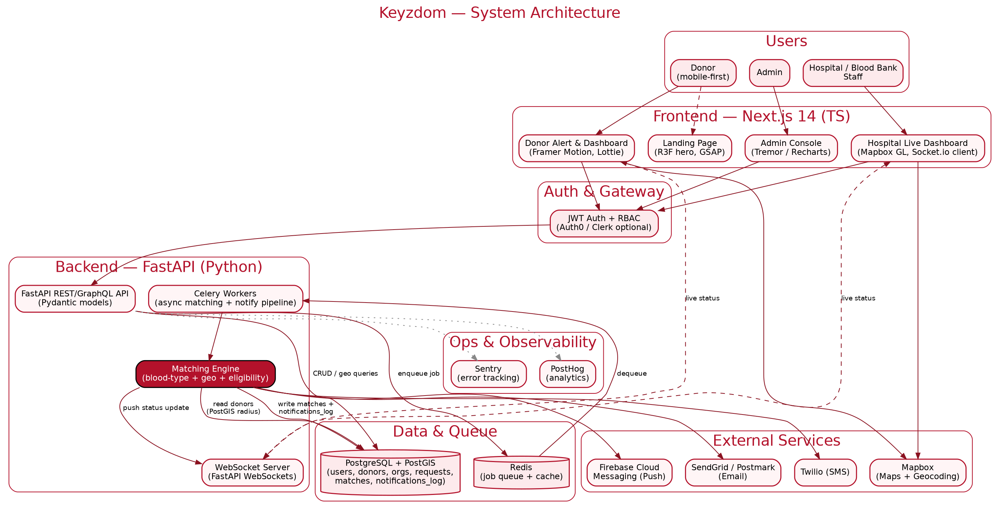 Keyzdom — System Architecture
Users
Donor
(mobile-first)
Admin
Hospital / Blood Bank
Staff
Frontend — Next.js 14 (TS)
Donor Alert & Dashboard
(Framer Motion, Lottie)
Landing Page
(R3F hero, GSAP)
Admin Console
(Tremor / Recharts)
Hospital Live Dashboard
(Mapbox GL, Socket.io client)
Auth & Gateway
JWT Auth + RBAC
(Auth0 / Clerk optional)
Backend — FastAPI (Python)
FastAPI REST/GraphQL API
(Pydantic models)
Celery Workers
(async matching + notify pipeline)
live status
live status
Ops & Observability
Matching Engine
(blood-type + geo + eligibility)
CRUD / geo queries
enqueue job
Sentry
(error tracking)
PostHog
(analytics)
dequeue
push status update
read donors
(PostGIS radius)
write matches +
notifications_log
Data & Queue
External Services
WebSocket Server
(FastAPI WebSockets)
PostgreSQL + PostGIS
(users, donors, orgs, requests,
matches, notifications_log)
Redis
(job queue + cache)
Firebase Cloud
Messaging (Push)
SendGrid / Postmark
(Email)
Twilio (SMS)
Mapbox
(Maps + Geocoding)